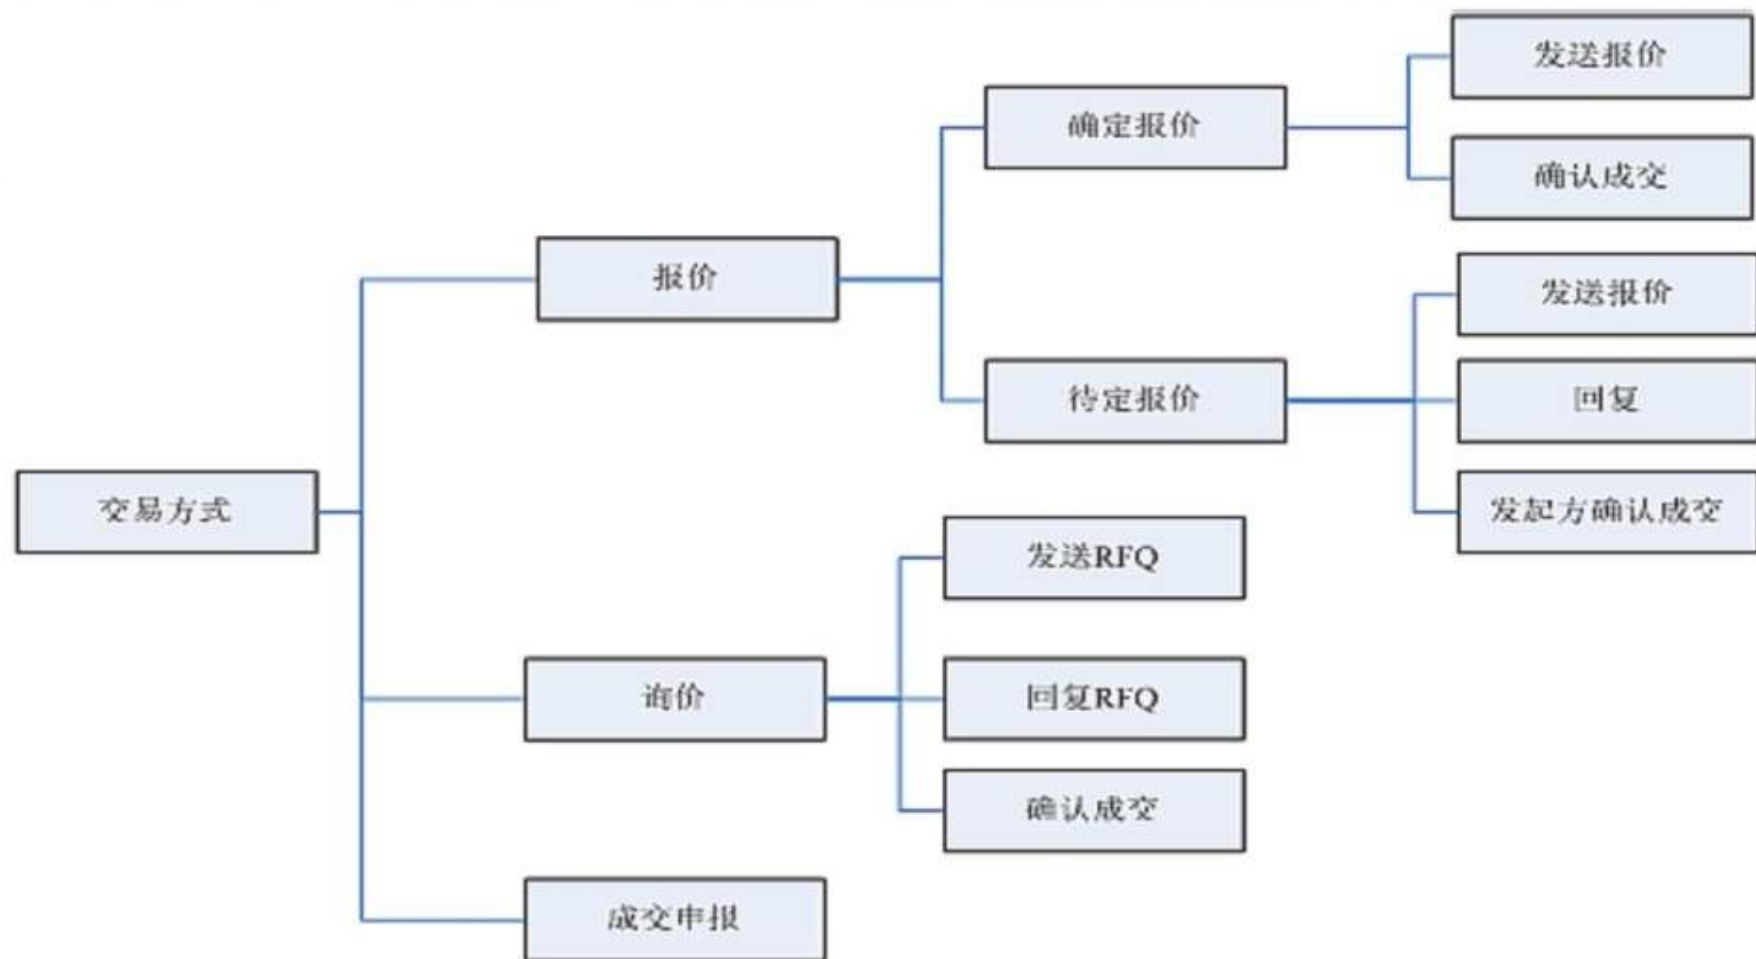 发送报价
确定报价
确认成交
报价
发送报价
待定报价
回复
交易方式
发起方确认成交
发送RFQ
询价
回复RFQ
确认成交
成交申报